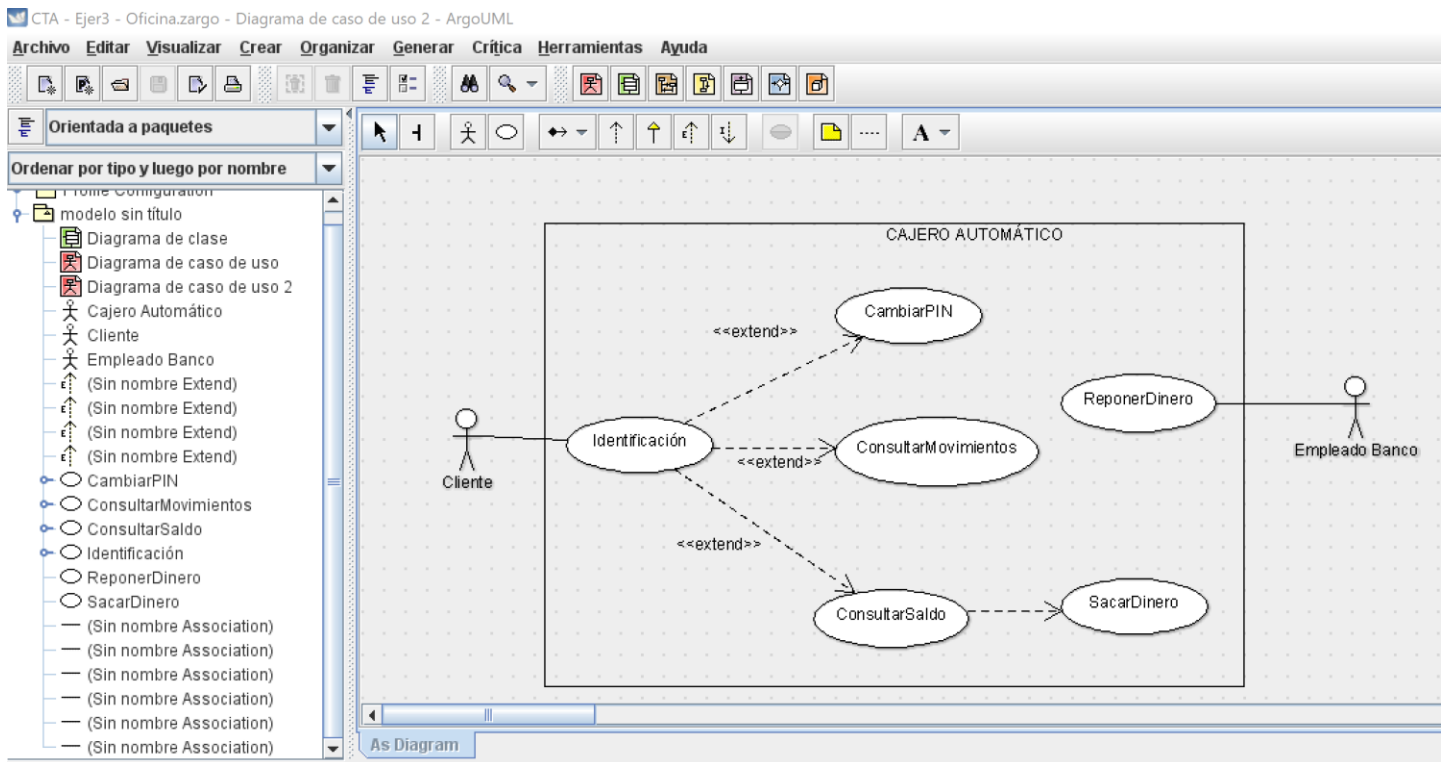 CTA - Ejer3 - Oficina.zargo - Diagrama de caso de uso 2 - ArgoUML
Archivo Editar Visualizar Crear Organizar Generar Crítica Herramientas Ayuda
Orientada a paquetes
Ordenar por tipo y luego por nombre
Profile Configuration
modelo sin título
Diagrama de clase
Diagrama de caso de uso
Diagrama de caso de uso 2
Cajero Automático
Cliente
Empleado Banco
(Sin nombre Extend)
(Sin nombre Extend)
(Sin nombre Extend)
(Sin nombre Extend)
CambiarPIN
ConsultarMovimientos
ConsultarSaldo
Identificación
ReponerDinero
SacarDinero
(Sin nombre Association)
(Sin nombre Association)
(Sin nombre Association)
(Sin nombre Association)
(Sin nombre Association)
(Sin nombre Association)
A
CAJERO AUTOMÁTICO
CambiarPIN
<<extend>>
ReponerDinero
Identificación
ConsultarMovimientos
<<extend>>
Empleado Banco
Cliente
<<extend>>
ConsultarSaldo
SacarDinero
As Diagram